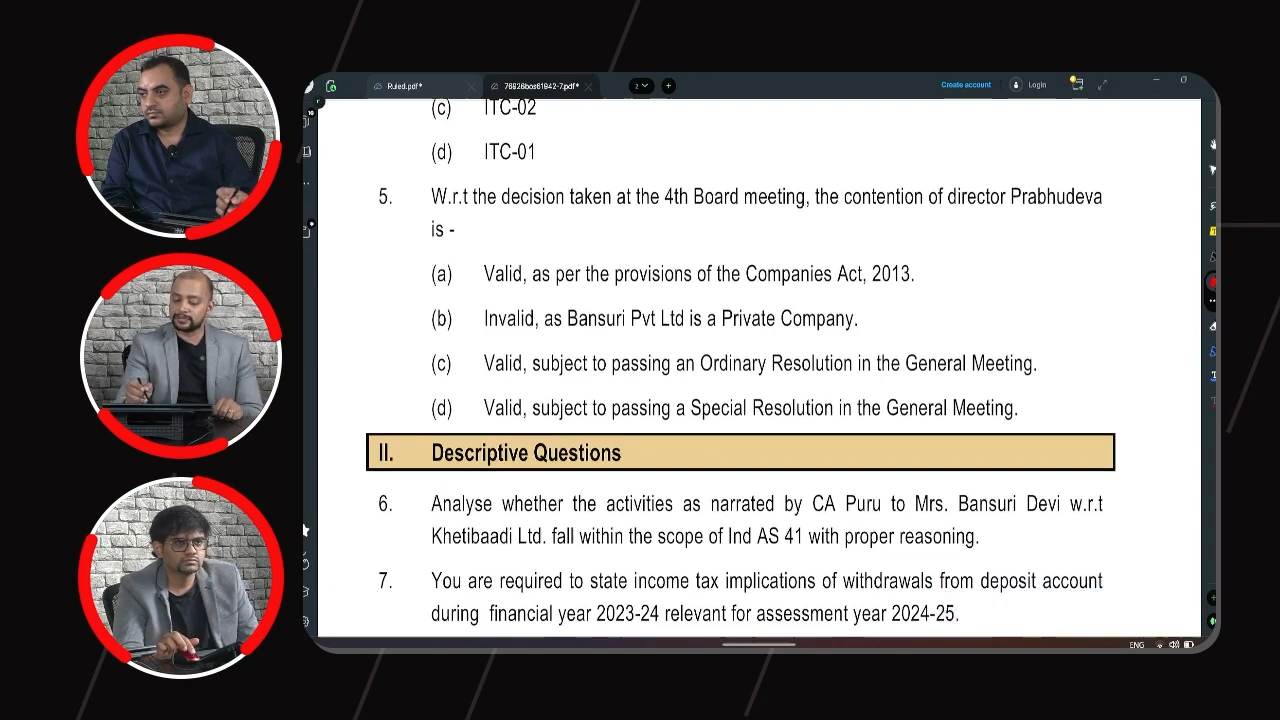 Ruled.pdf*
76926bos61942-7.pdf*
2
Create account
Login
(c) ITC-02
(d) ITC-01
5. W.r.t the decision taken at the 4th Board meeting, the contention of director Prabhudeva
is -
(a) Valid, as per the provisions of the Companies Act, 2013.
(b) Invalid, as Bansuri Pvt Ltd is a Private Company.
(c) Valid, subject to passing an Ordinary Resolution in the General Meeting.
(d) Valid, subject to passing a Special Resolution in the General Meeting.
II. Descriptive Questions
6. Analyse whether the activities as narrated by CA Puru to Mrs. Bansuri Devi w.r.t
Khetibaadi Ltd. fall within the scope of Ind AS 41 with proper reasoning.
7. You are required to state income tax implications of withdrawals from deposit account
during financial year 2023-24 relevant for assessment year 2024-25.
ENG